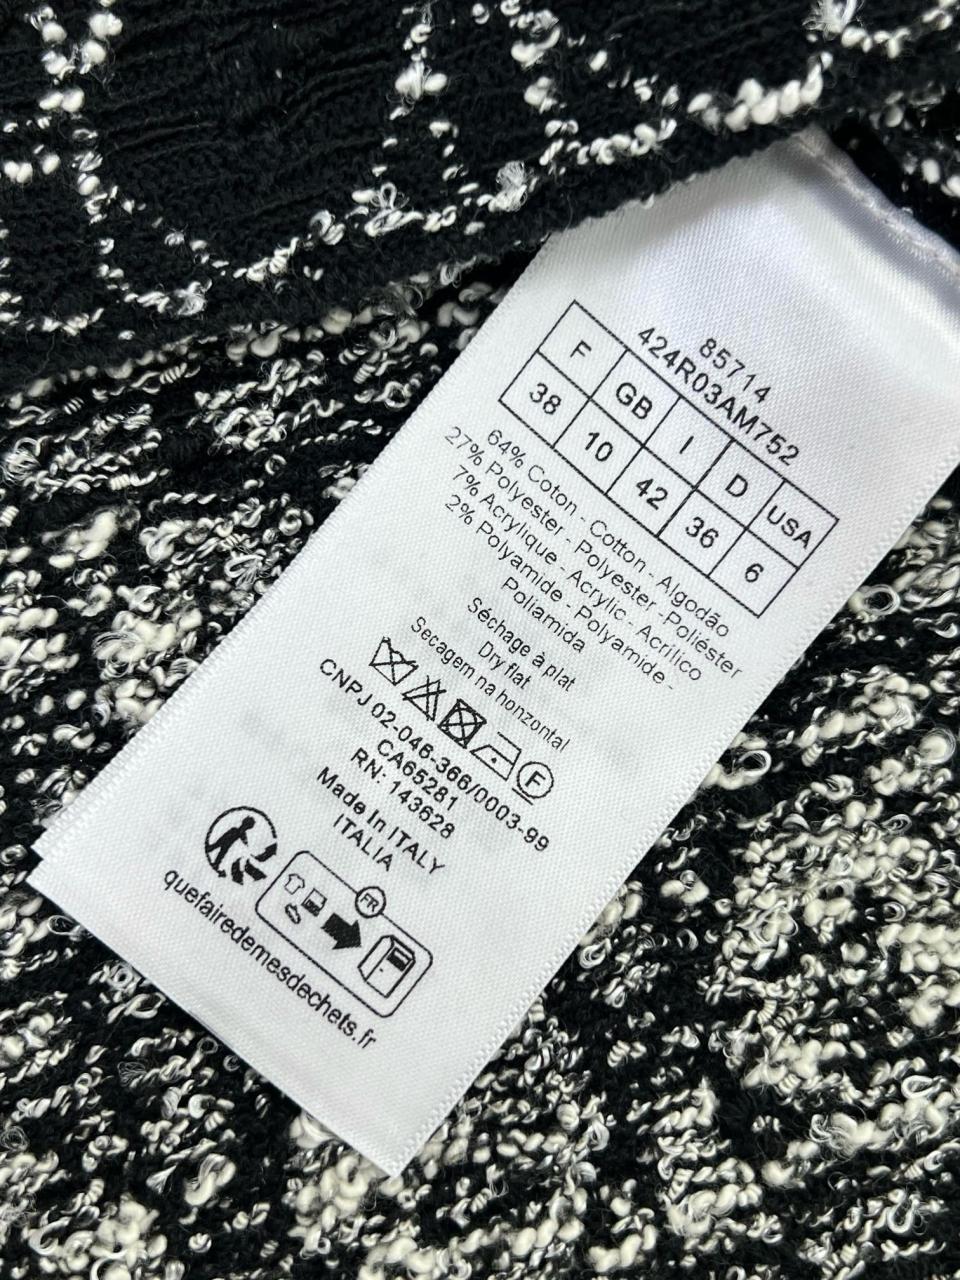 85714
424R03AM752
F GB I D USA
38 10 42 36 6
64% Coton - Cotton - Algodão
27% Polyester - Polyester -Poliéster
7% Acrylique - Acrylic - Acrílico
2% Polyamide - Polyamide -
Poliamida
Séchage à plat
Dry flat
Secagem na honzontal
F
CNPJ 02-046-366/0003-99
CA65281
RN: 143628
Made In ITALY
ITALIA
FR
quefairedemesdechets.fr